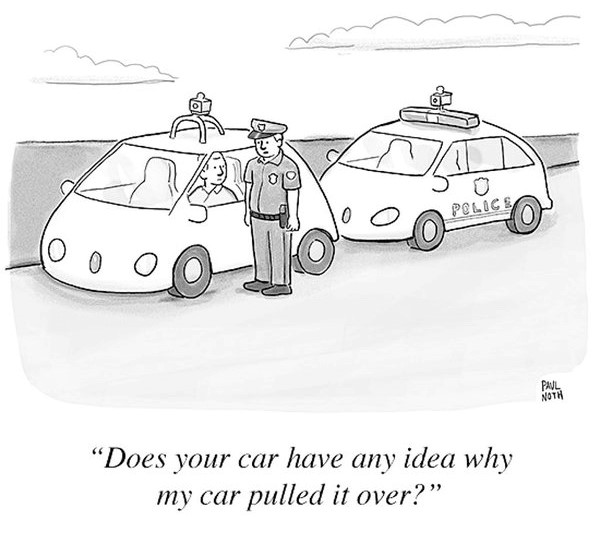 POLICE
PAUL
NOTH
“Does your car have any idea why
my car pulled it over?”